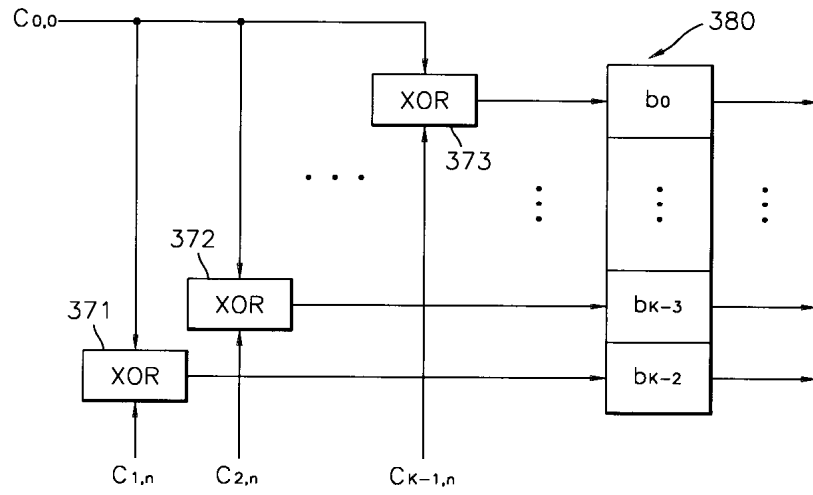 C0,0
380
XOR
b0
373
372
XOR
bK-3
371
XOR
bK-2
C1,n
C2,n
CK-1,n